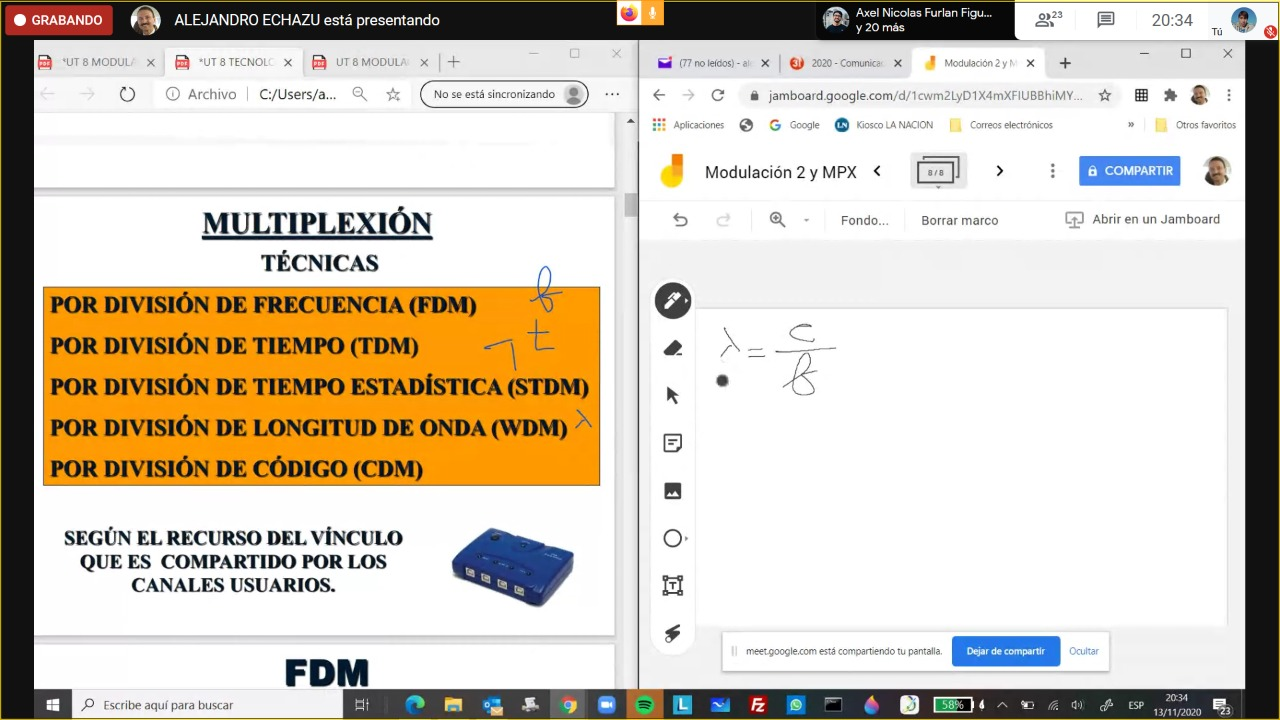 GRABANDO
ALEJANDRO ECHAZU está presentando
Axel Nicolas Furlan Figu...
y 20 más
23
20:34
Tú
*UT 8 MODULA
*UT 8 TECNOLO
UT 8 MODULA
Archivo
C:/Users/a...
No se está sincronizando
MULTIPLEXIÓN
TÉCNICAS
POR DIVISIÓN DE FRECUENCIA (FDM) f
POR DIVISIÓN DE TIEMPO (TDM) t
POR DIVISIÓN DE TIEMPO ESTADÍSTICA (STDM)
POR DIVISIÓN DE LONGITUD DE ONDA (WDM) λ
POR DIVISIÓN DE CÓDIGO (CDM)
SEGÚN EL RECURSO DEL VÍNCULO
QUE ES COMPARTIDO POR LOS
CANALES USUARIOS.
FDM
(77 no leídos) - ale
2020 - Comunicac
Modulación 2 y M
jamboard.google.com/d/1cwm2LyD1X4mXFIUBBhiMY...
Aplicaciones
Google
LN
Kiosco LA NACION
Correos electrónicos
»
Otros favoritos
Modulación 2 y MPX
8/8
COMPARTIR
Fondo...
Borrar marco
Abrir en un Jamboard
λ = c
f
meet.google.com está compartiendo tu pantalla.
Dejar de compartir
Ocultar
Escribe aquí para buscar
58%
ESP
20:34
13/11/2020
23